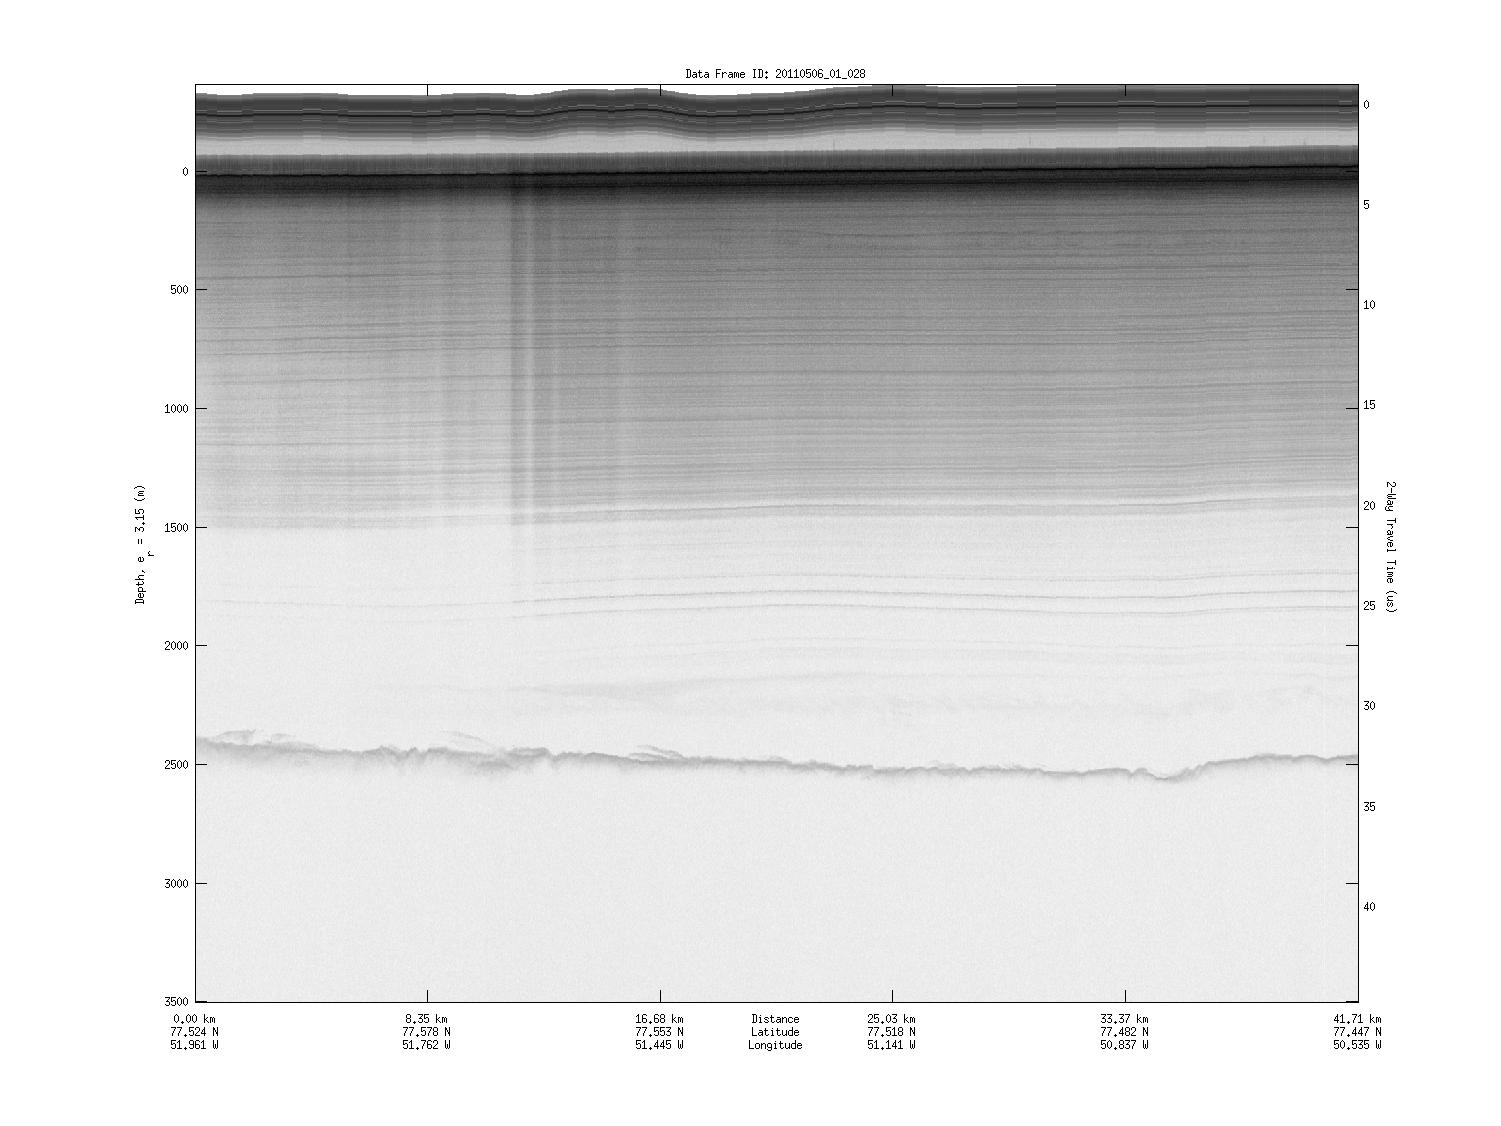 Data Frame ID: 20110506_01_028
0
5
10
15
20
25
30
35
40
2-Way Travel Time (us)
0
500
1000
1500
2000
2500
3000
3500
Depth, e_r = 3.15 (m)
0.00 km 8.35 km 16.68 km Distance 25.03 km 33.37 km 41.71 km
77.524 N 77.578 N 77.553 N Latitude 77.518 N 77.482 N 77.447 N
51.961 W 51.762 W 51.445 W Longitude 51.141 W 50.837 W 50.535 W